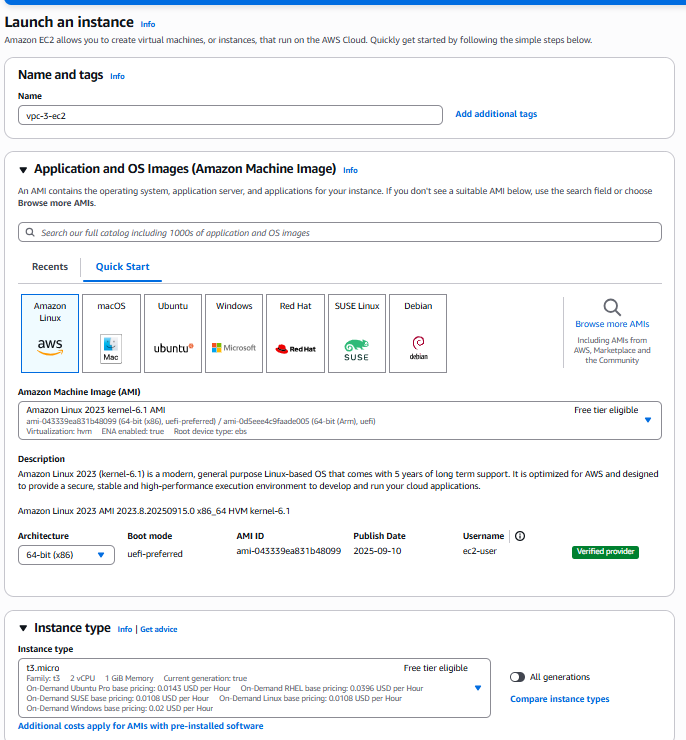 Launch an instance Info
Amazon EC2 allows you to create virtual machines, or instances, that run on the AWS Cloud. Quickly get started by following the simple steps below.
Name and tags Info
Name
vpc-3-ec2
Add additional tags
Application and OS Images (Amazon Machine Image) Info
An AMI contains the operating system, application server, and applications for your instance. If you don't see a suitable AMI below, use the search field or choose
Browse more AMIs.
Search our full catalog including 1000s of application and OS images
Recents Quick Start
Amazon
Linux
aws
macOS
Mac
Ubuntu
ubuntu
Windows
Microsoft
Red Hat
Red Hat
SUSE Linux
SUSE
Debian
debian
Browse more AMIs
Including AMIs from
AWS, Marketplace and
the Community
Amazon Machine Image (AMI)
Amazon Linux 2023 kernel-6.1 AMI Free tier eligible
ami-043339ea831b48099 (64-bit (x86), uefi-preferred) / ami-0d5eee4c9faade005 (64-bit (Arm), uefi)
Virtualization: hvm ENA enabled: true Root device type: ebs
Description
Amazon Linux 2023 (kernel-6.1) is a modern, general purpose Linux-based OS that comes with 5 years of long term support. It is optimized for AWS and designed
to provide a secure, stable and high-performance execution environment to develop and run your cloud applications.
Amazon Linux 2023 AMI 2023.8.20250915.0 x86_64 HVM kernel-6.1
Architecture Boot mode AMI ID Publish Date Username
64-bit (x86) uefi-preferred ami-043339ea831b48099 2025-09-10 ec2-user Verified provider
Instance type Info | Get advice
Instance type
t3.micro Free tier eligible
Family: t3 2 vCPU 1 GiB Memory Current generation: true
On-Demand Ubuntu Pro base pricing: 0.0143 USD per Hour On-Demand RHEL base pricing: 0.0396 USD per Hour
On-Demand SUSE base pricing: 0.0108 USD per Hour On-Demand Linux base pricing: 0.0108 USD per Hour
On-Demand Windows base pricing: 0.02 USD per Hour
All generations
Compare instance types
Additional costs apply for AMIs with pre-installed software